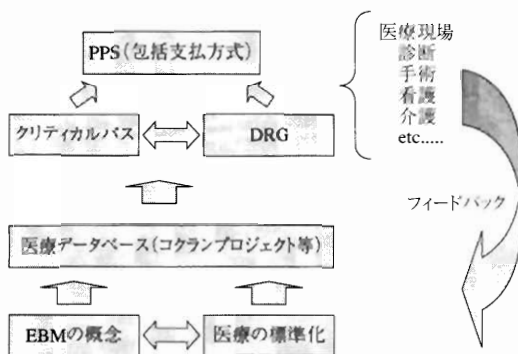 PPS(包括支払方式)
クリティカルパス
DRG
医療データベース(コクランプロジェクト等)
EBMの概念
医療の標準化
医療現場
診断
手術
看護
介護
etc.....
フィードバック